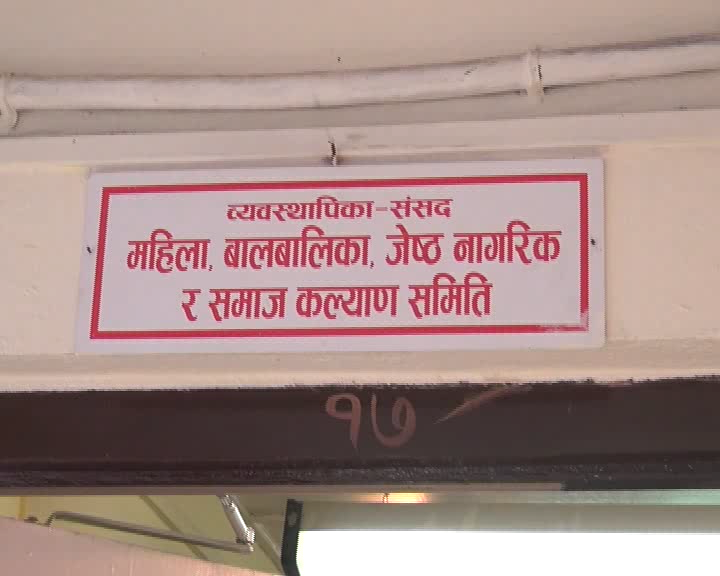 व्यवस्थापिका-संसद
महिला, बालबालिका, जेष्ठ नागरिक
र समाज कल्याण समिति
१७